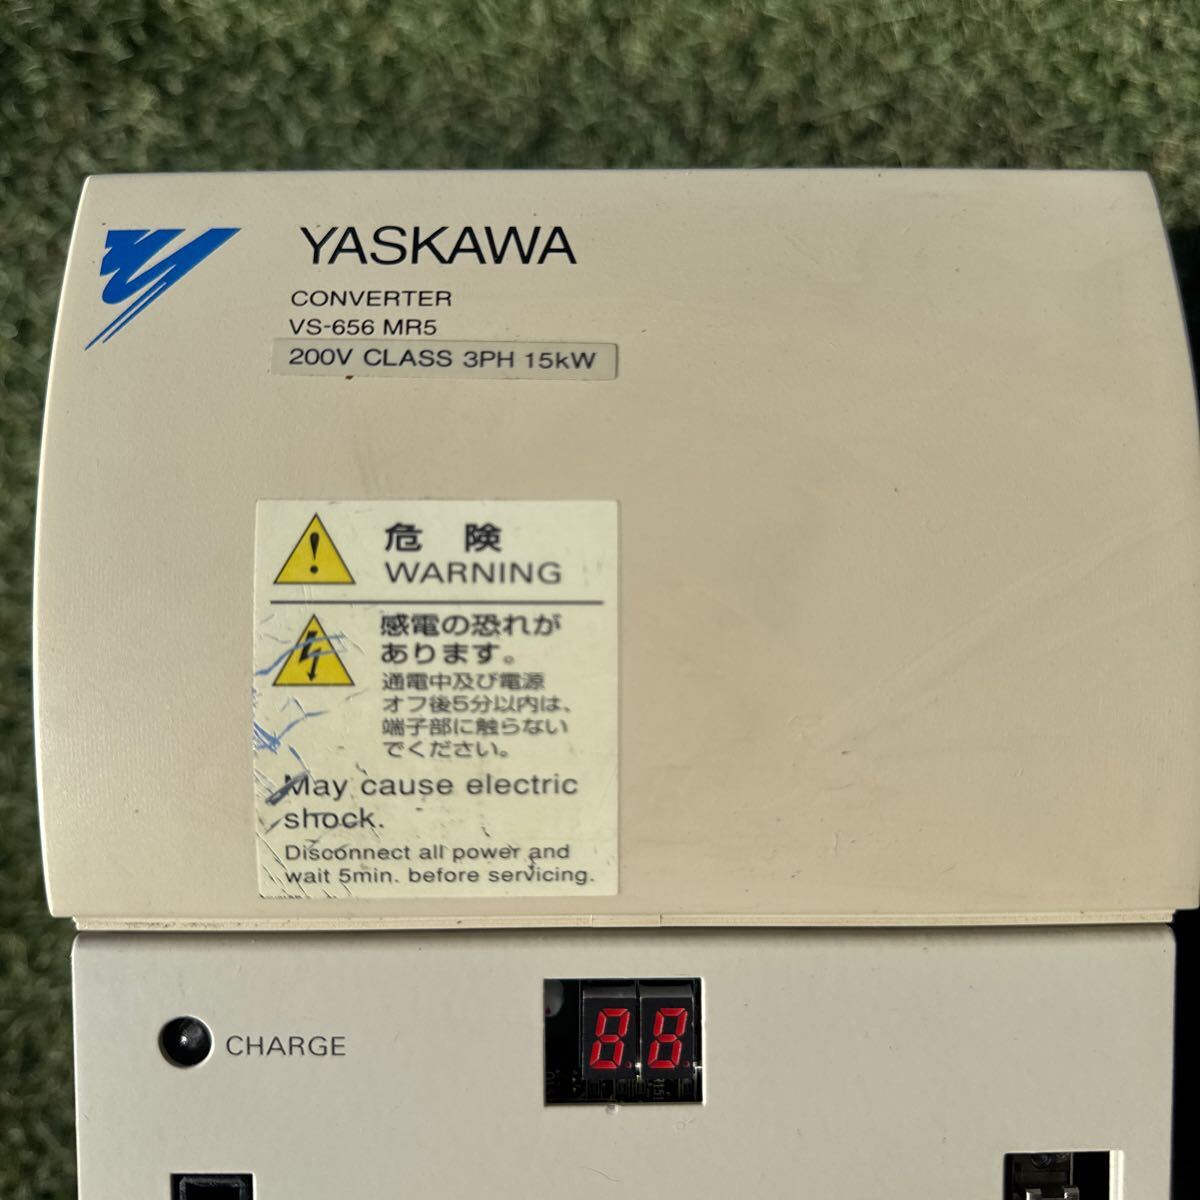 YASKAWA
CONVERTER
VS-656 MR5
200V CLASS 3PH 15kW
危険
WARNING
感電の恐れが
あります。
通電中及び電源
オフ後5分以内は、
端子部に触らない
でください。
May cause electric
shock.
Disconnect all power and
wait 5min. before servicing.
CHARGE
8.8.